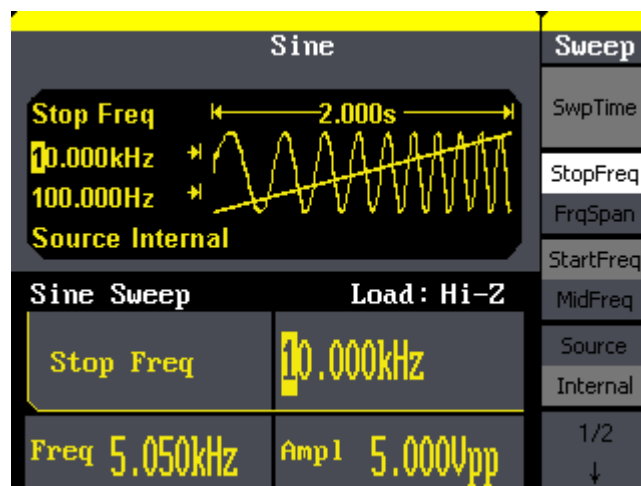 Sine
Sweep
Stop Freq
2.000s
10.000kHz
100.000Hz
Source Internal
SwpTime
StopFreq
FrqSpan
StartFreq
MidFreq
Source
Internal
1/2
Sine Sweep
Load: Hi-Z
Stop Freq
10.000kHz
Freq 5.050kHz
Ampl 5.000Vpp